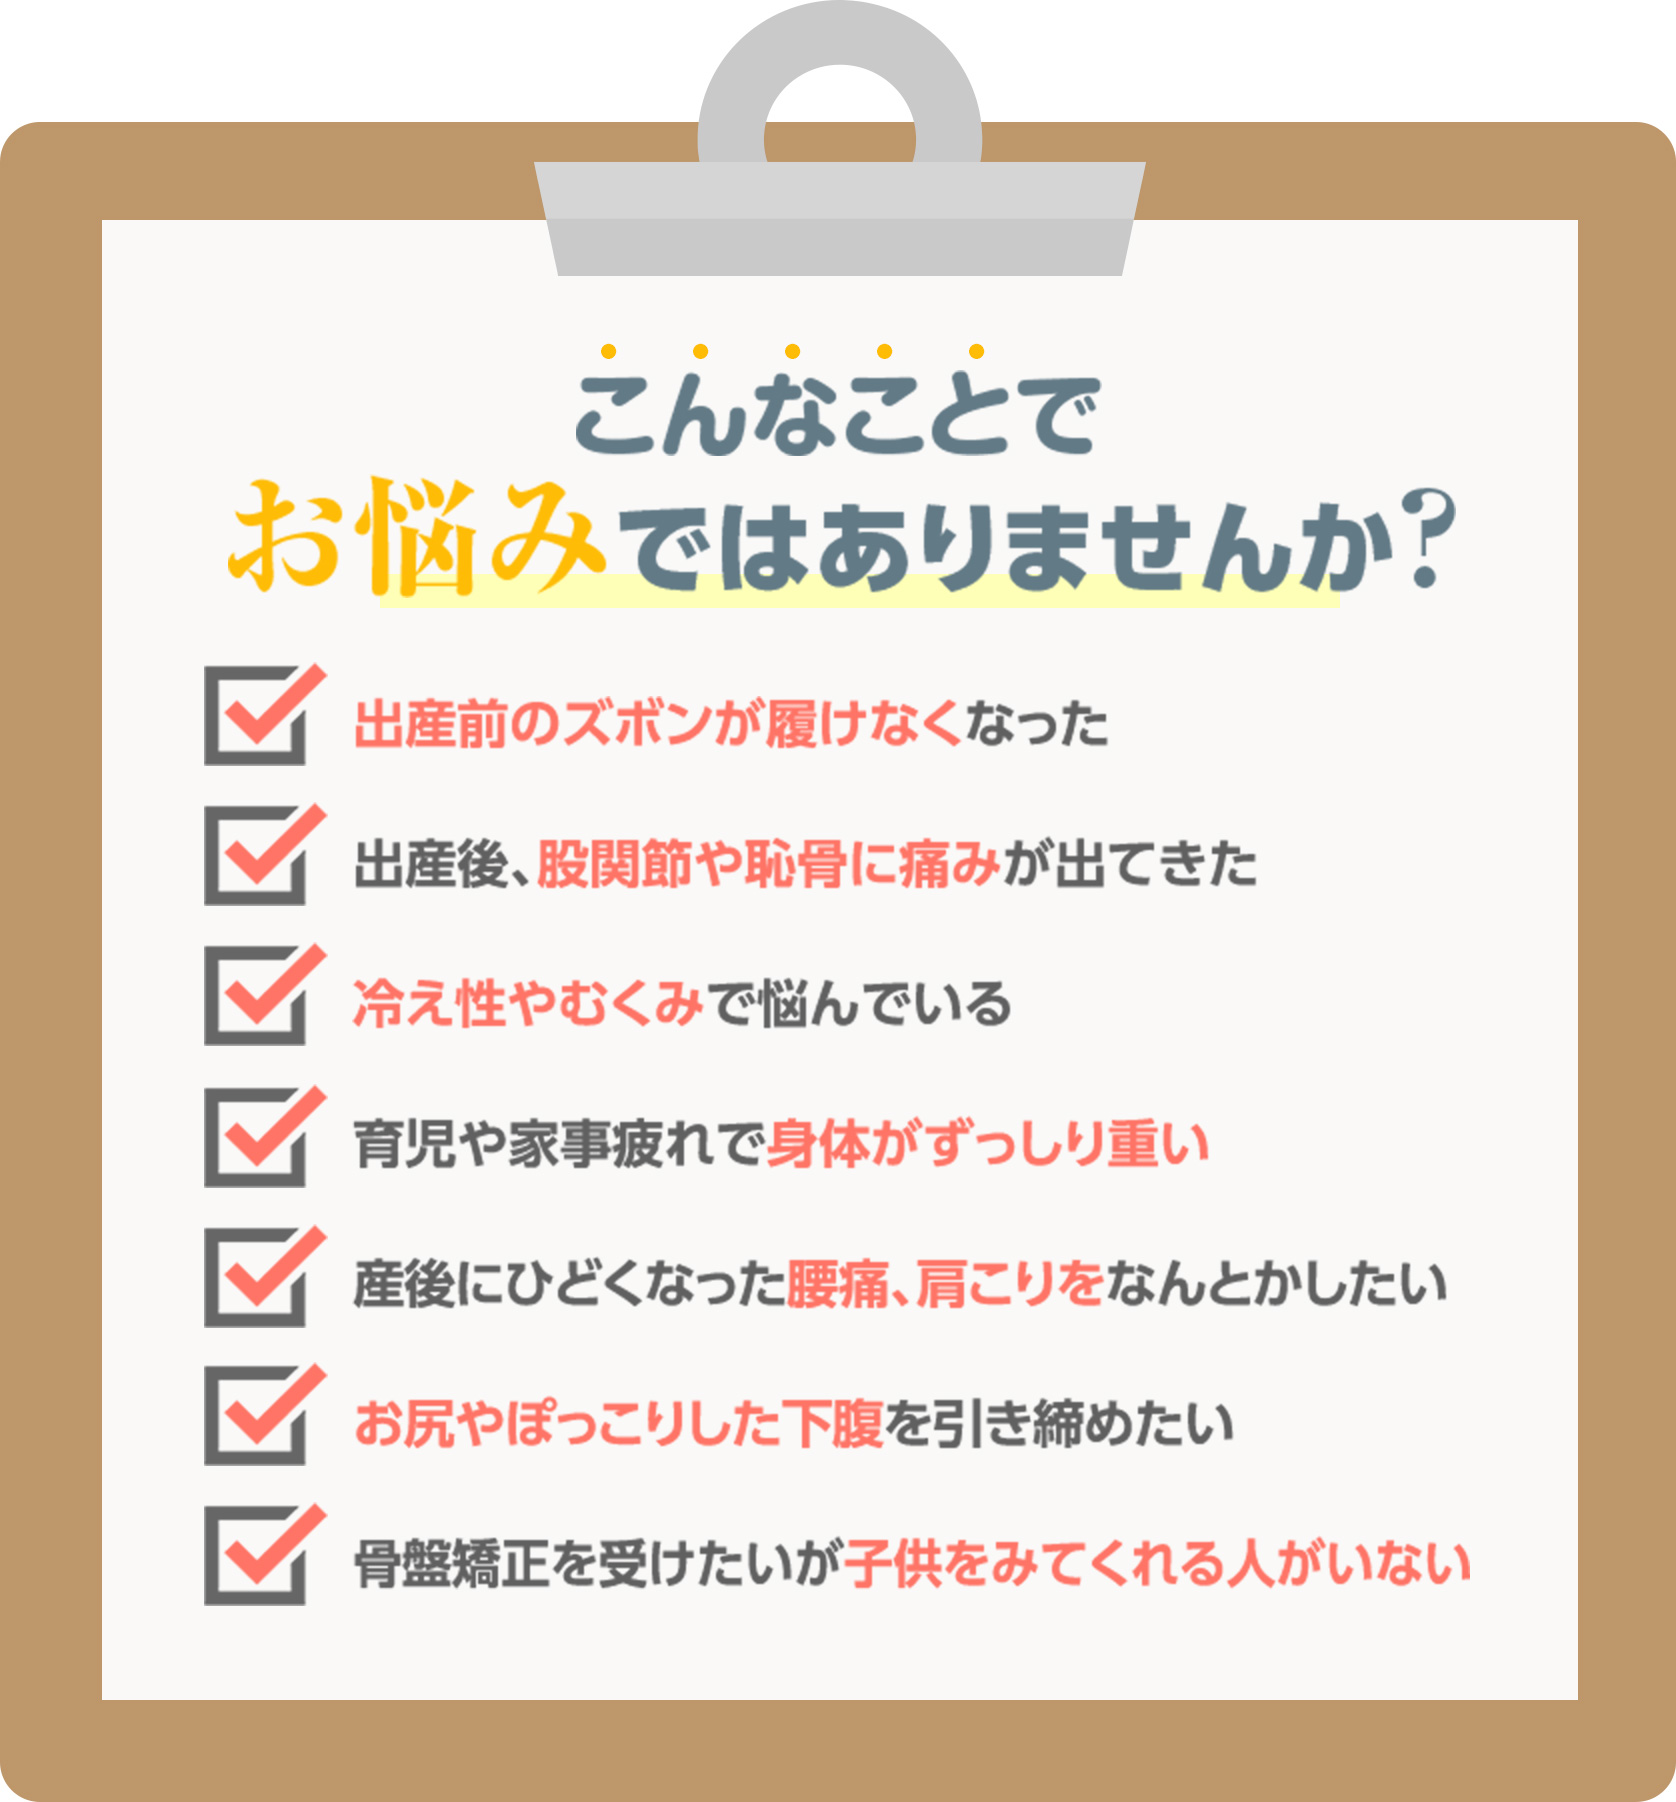 こんなことで
お悩みではありませんか?
出産前のズボンが履けなくなった
出産後、股関節や恥骨に痛みが出てきた
冷え性やむくみで悩んでいる
育児や家事疲れで身体がずっしり重い
産後にひどくなった腰痛、肩こりをなんとかしたい
お尻やぽっこりした下腹を引き締めたい
骨盤矯正を受けたいが子供をみてくれる人がいない